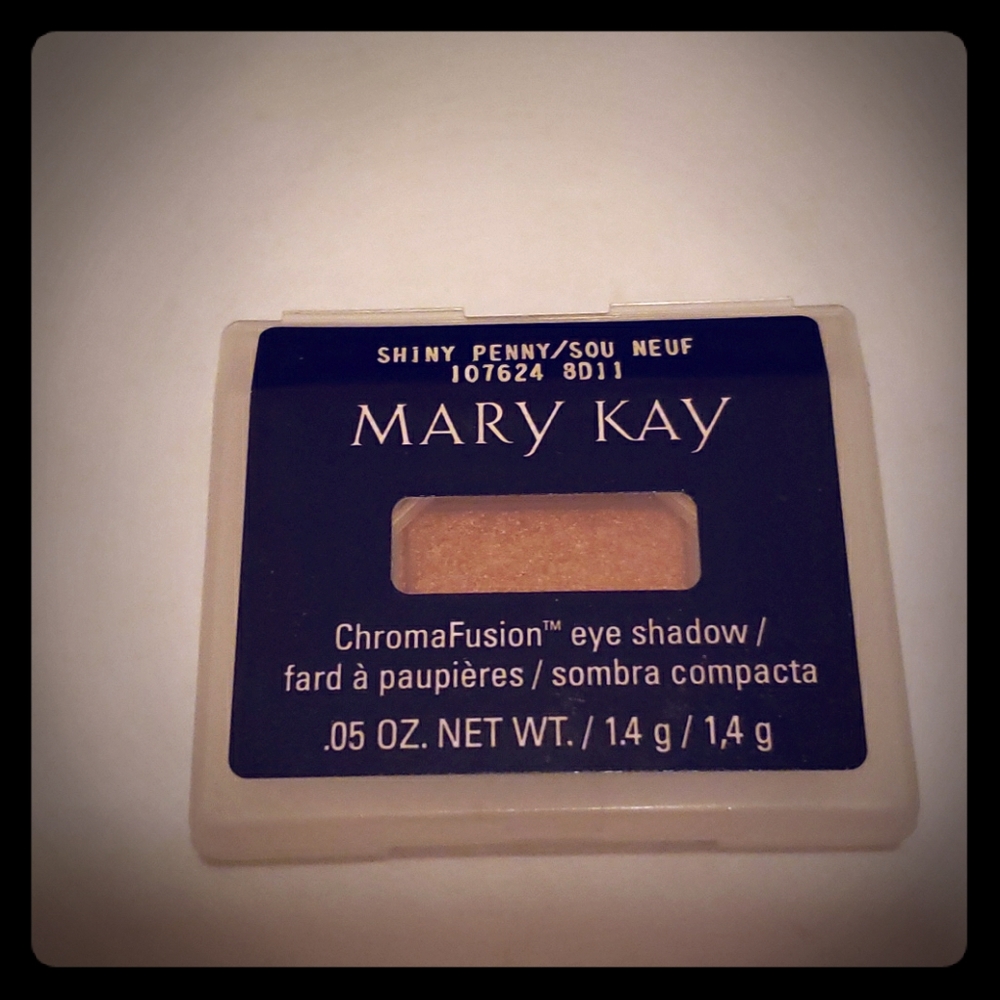 SHINY PENNY/SOU NEUF
107624 8D11
MARY KAY
ChromaFusion™ eye shadow /
fard à paupières / sombra compacta
.05 OZ. NET WT. / 1.4 g / 1,4 g